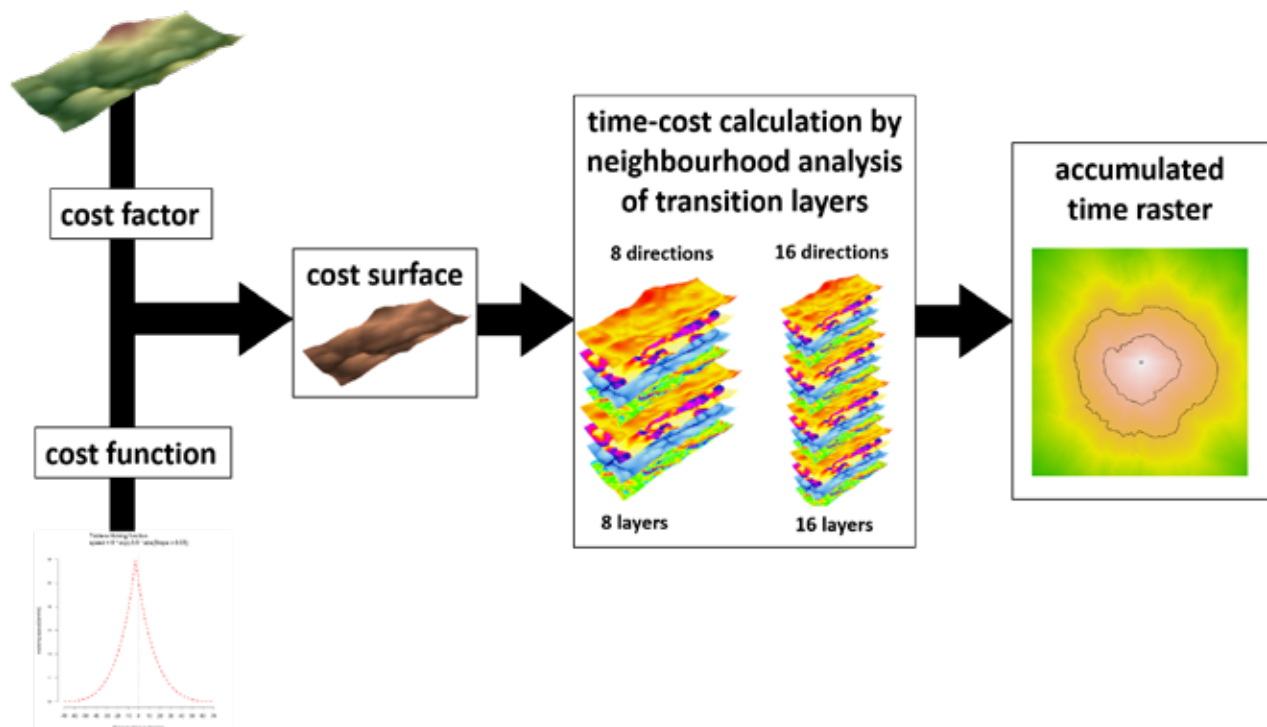 cost factor
cost function
Tobler's Hiking function
cost surface
time-cost calculation by
neighbourhood analysis
of transition layers
8 directions
16 directions
8 layers
16 layers
accumulated
time raster